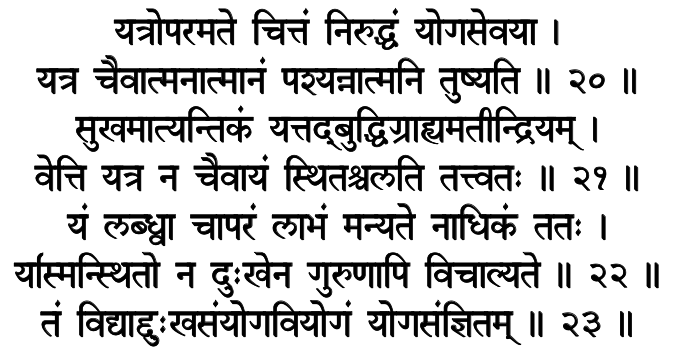 यत्रोपरमते चित्तं निरुद्धं योगसेवया ।
यत्र चैवात्मनात्मानं पश्यन्नात्मनि तुष्यति ॥ २० ॥
सुखमात्यन्तिकं यत्तद्‌बुद्धिग्राह्यमतीन्द्रियम् ।
वेत्ति यत्र न चैवायं स्थितश्चलति तत्त्वतः ॥ २१ ॥
यं लब्ध्वा चापरं लाभं मन्यते नाधिकं ततः ।
यस्मिन्स्थितो न दुःखेन गुरुणापि विचाल्यते ॥ २२ ॥
तं विद्याद्दुःखसंयोगवियोगं योगसंज्ञितम् ॥ २३ ॥